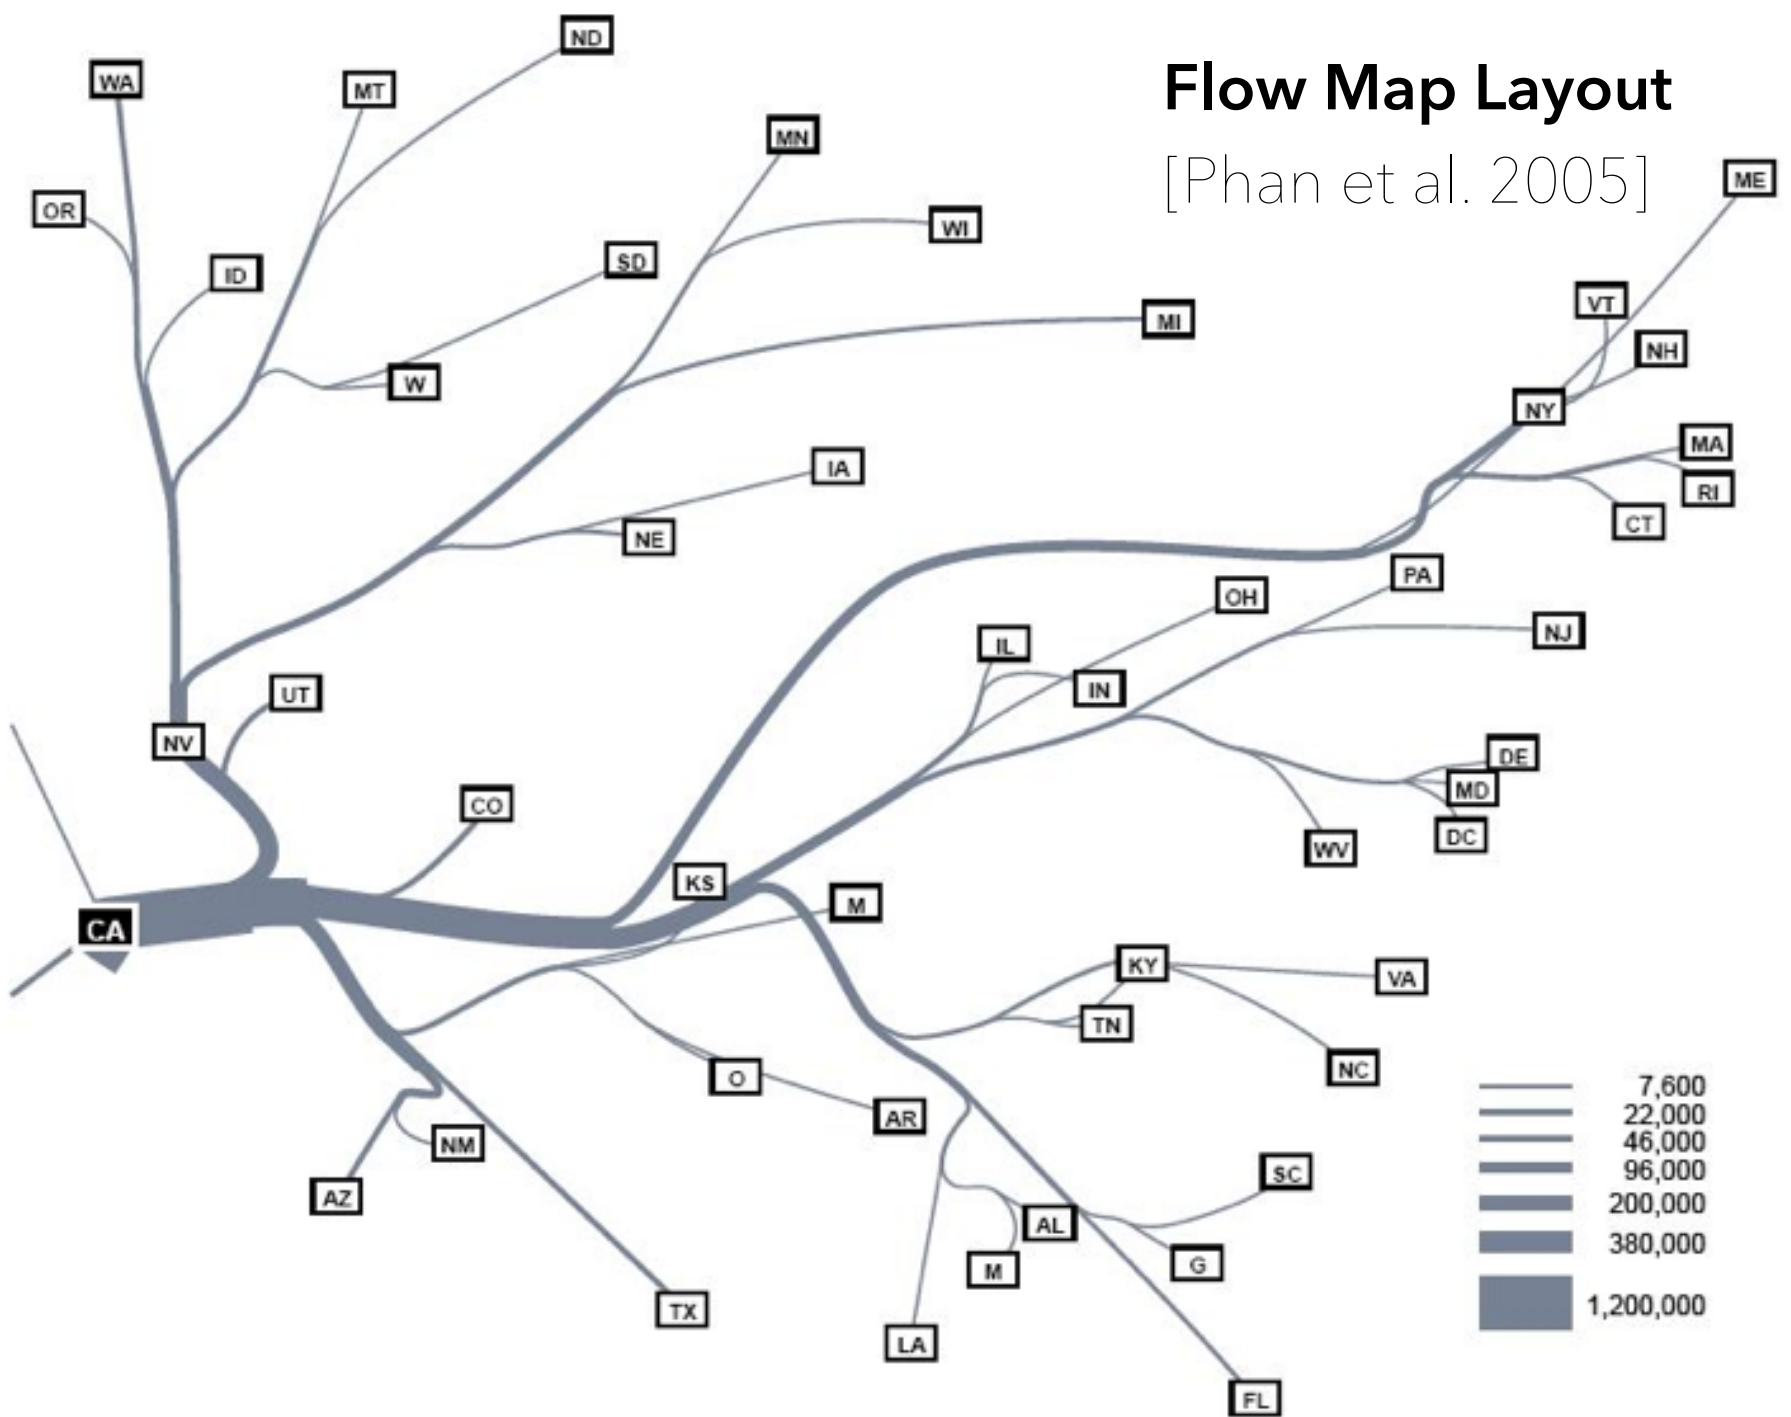 Flow Map Layout
[Phan et al. 2005]
ND
WA
MT
MN
ME
OR
WI
ID
SD
VT
MI
NH
W
NY
MA
IA
RI
CT
NE
PA
OH
NJ
IL
UT
IN
NV
DE
MD
CO
DC
WV
KS
M
CA
KY
VA
TN
NC
O
AR
NM
SC
AZ
AL
G
M
TX
LA
FL
7,600
22,000
46,000
96,000
200,000
380,000
1,200,000